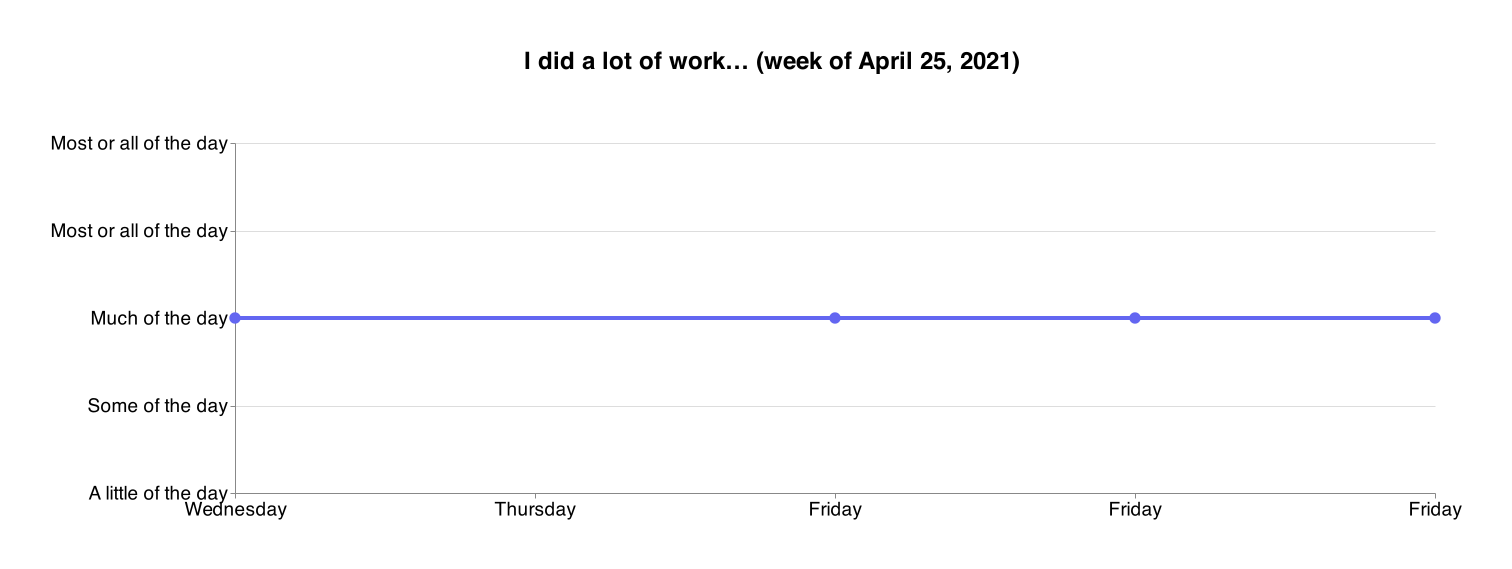 I did a lot of work… (week of April 25, 2021)
Most or all of the day
Most or all of the day
Much of the day
Some of the day
A little of the day
Wednesday Thursday Friday Friday Friday